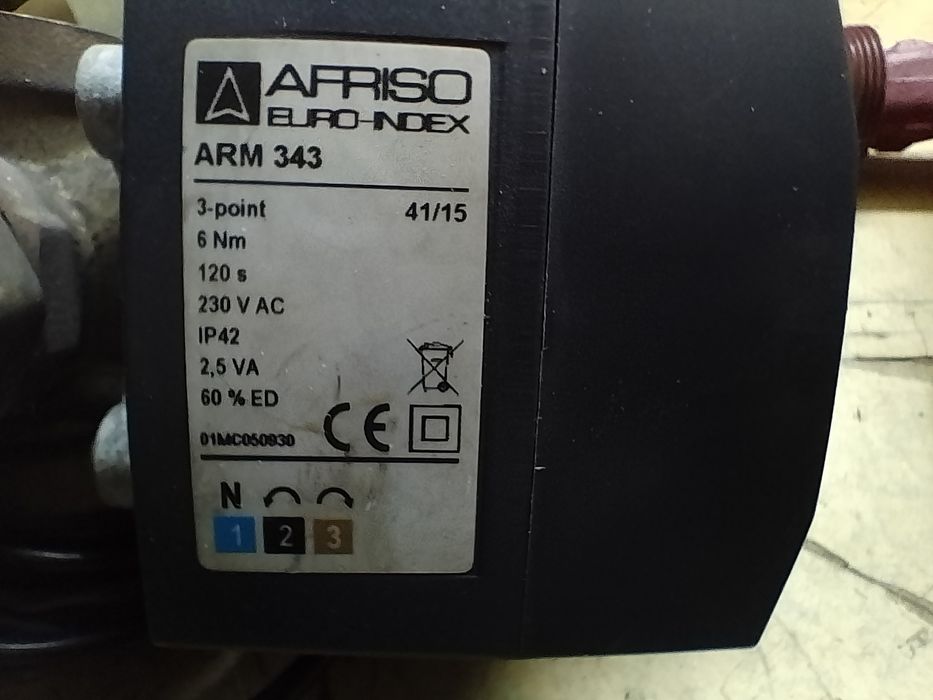 AFRISO
EURO-INDEX
ARM 343
3-point 41/15
6 Nm
120 s
230 V AC
IP42
2,5 VA
60 % ED
01MC050930 CE
N
1 2 3